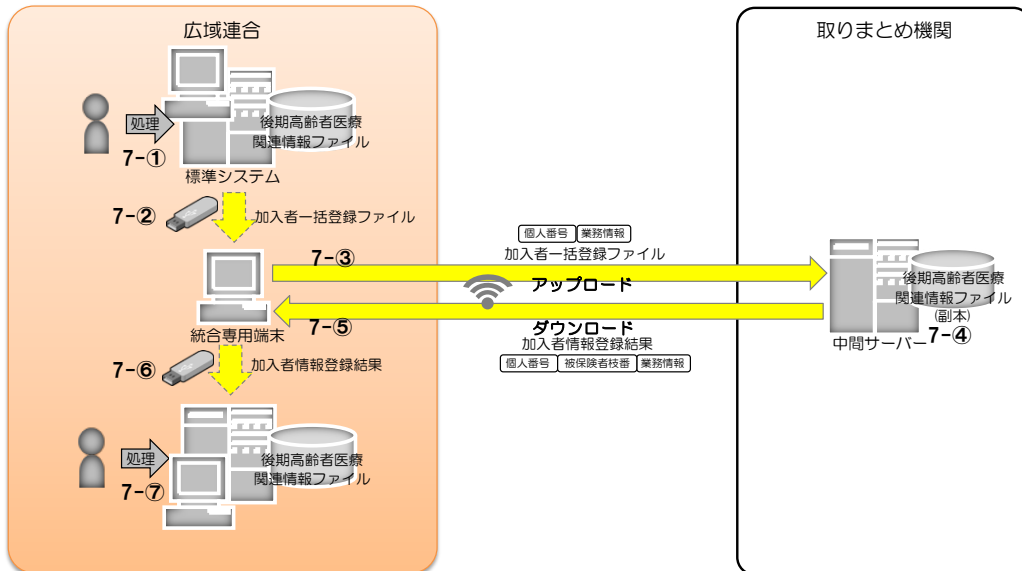 広域連合
取りまとめ機関
処理
後期高齢者医療
関連情報ファイル
7-①
標準システム
7-②
加入者一括登録ファイル
個人番号 業務情報
加入者一括登録ファイル
7-③
アップロード
後期高齢者医療
関連情報ファイル
(副本)
7-④
中間サーバー
統合専用端末
7-⑤
ダウンロード
加入者情報登録結果
個人番号 被保険者枝番 業務情報
7-⑥
加入者情報登録結果
処理
後期高齢者医療
関連情報ファイル
7-⑦